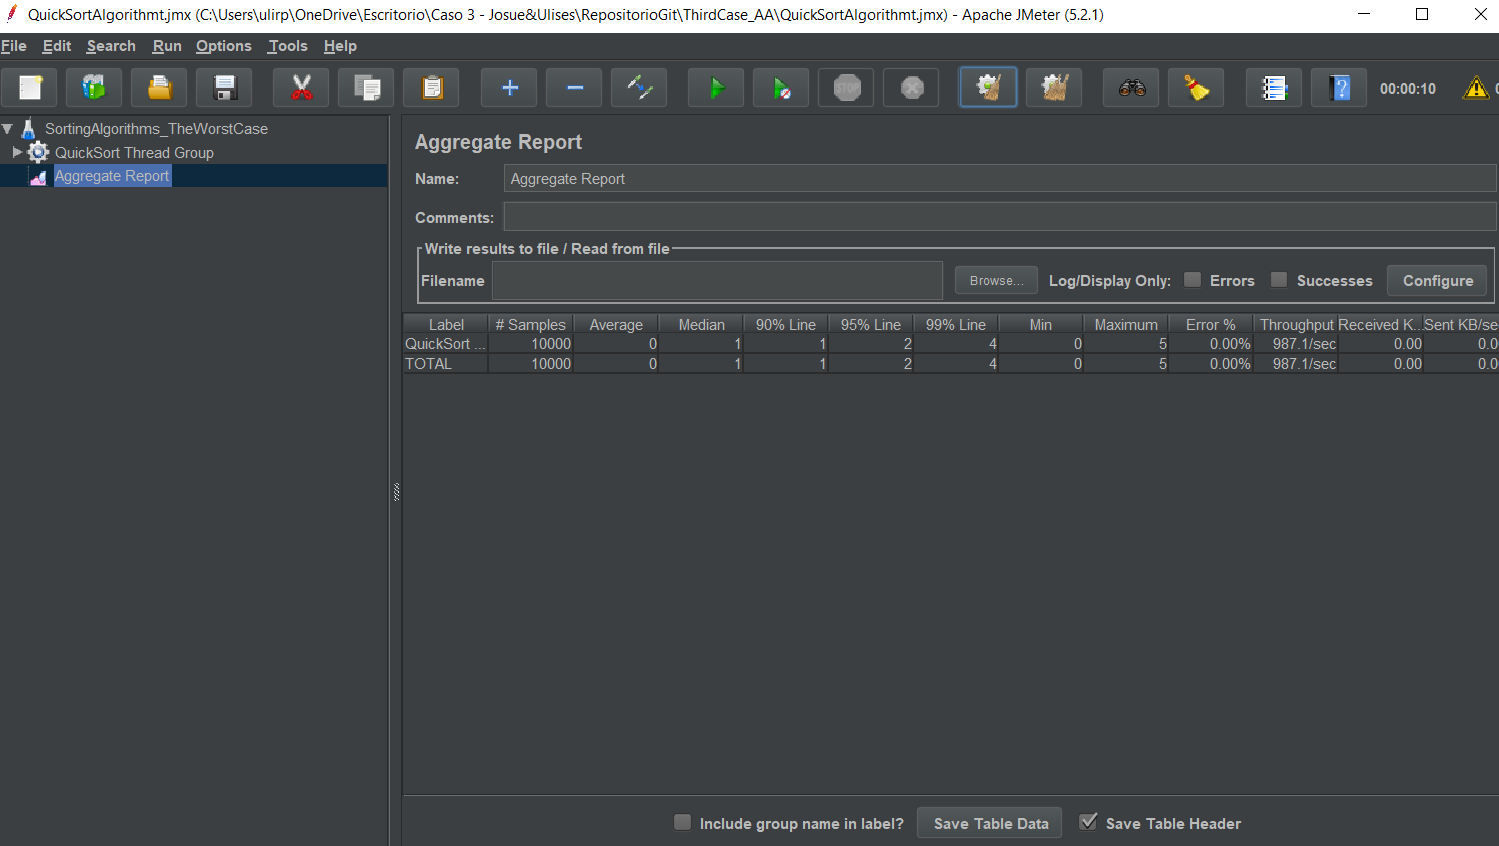 QuickSortAlgorithmt.jmx (C:\Users\ulirp\OneDrive\Escritorio\Caso 3 - Josue&Ulises\RepositorioGit\ThirdCase_AA\QuickSortAlgorithmt.jmx) - Apache JMeter (5.2.1)
File Edit Search Run Options Tools Help
STOP 00:00:10
SortingAlgorithms_TheWorstCase
QuickSort Thread Group
Aggregate Report
Aggregate Report
Name: Aggregate Report
Comments:
Write results to file / Read from file
Filename Browse... Log/Display Only: Errors Successes Configure
Label # Samples Average Median 90% Line 95% Line 99% Line Min Maximum Error % Throughput Received K... Sent KB/se
QuickSort ... 10000 0 1 1 2 4 0 5 0.00% 987.1/sec 0.00 0.0
TOTAL 10000 0 1 1 2 4 0 5 0.00% 987.1/sec 0.00 0.0
Include group name in label? Save Table Data Save Table Header